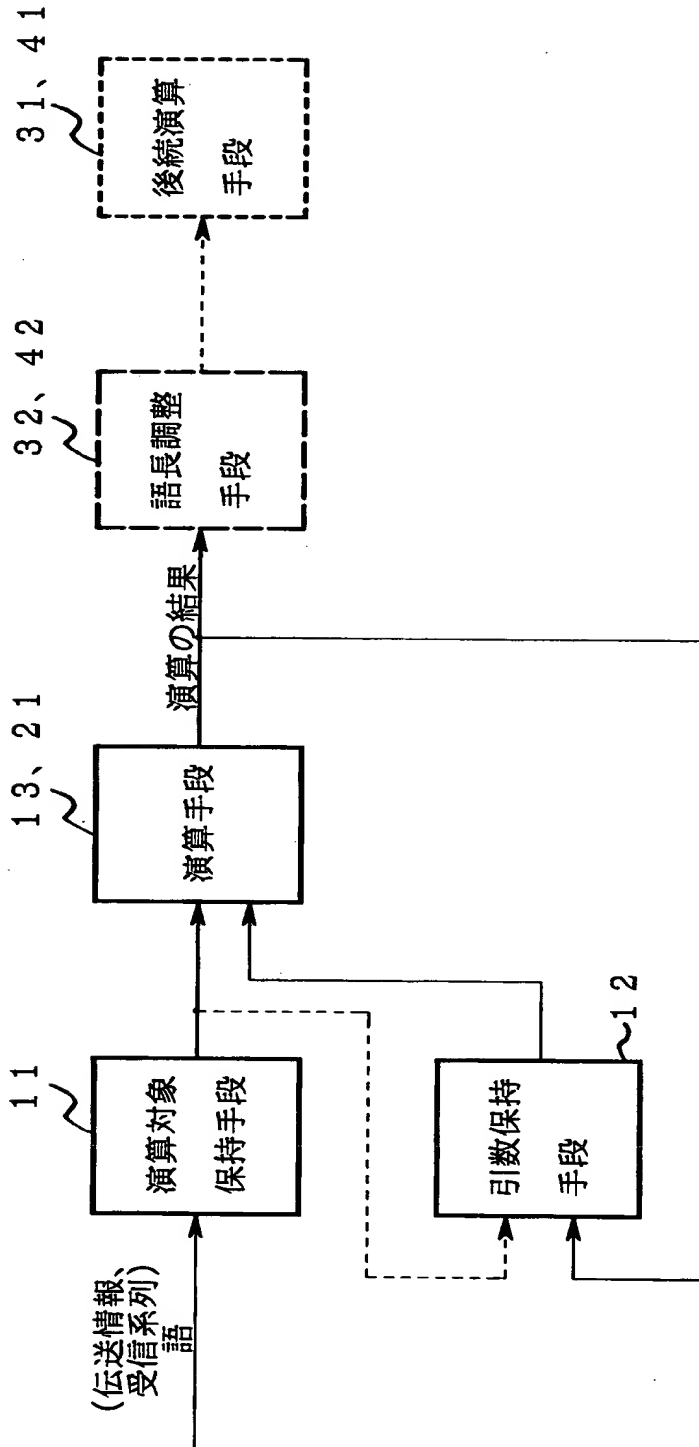 (伝送情報、
受信系列)
語
11
演算対象
保持手段
12
引数保持
手段
13、21
演算手段
演算の結果
32、42
語長調整
手段
31、41
後続演算
手段